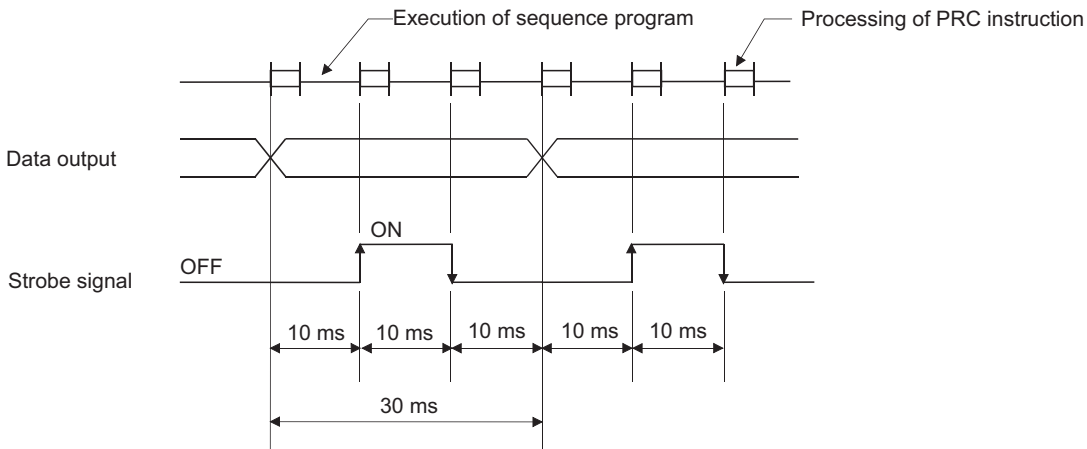 Execution of sequence program
Processing of PRC instruction
Data output
ON
OFF
Strobe signal
10 ms 10 ms 10 ms 10 ms 10 ms
30 ms